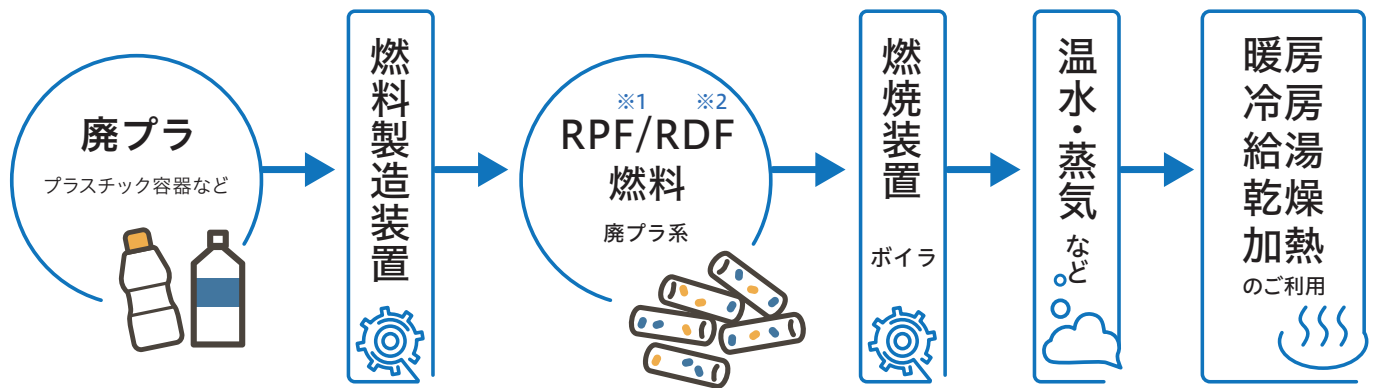 廃プラ
プラスチック容器など
燃料製造装置
※1 ※2
RPF/RDF
燃料
廃プラ系
燃焼装置
ボイラ
温水・蒸気
など
暖房
冷房
給湯
乾燥
加熱
のご利用